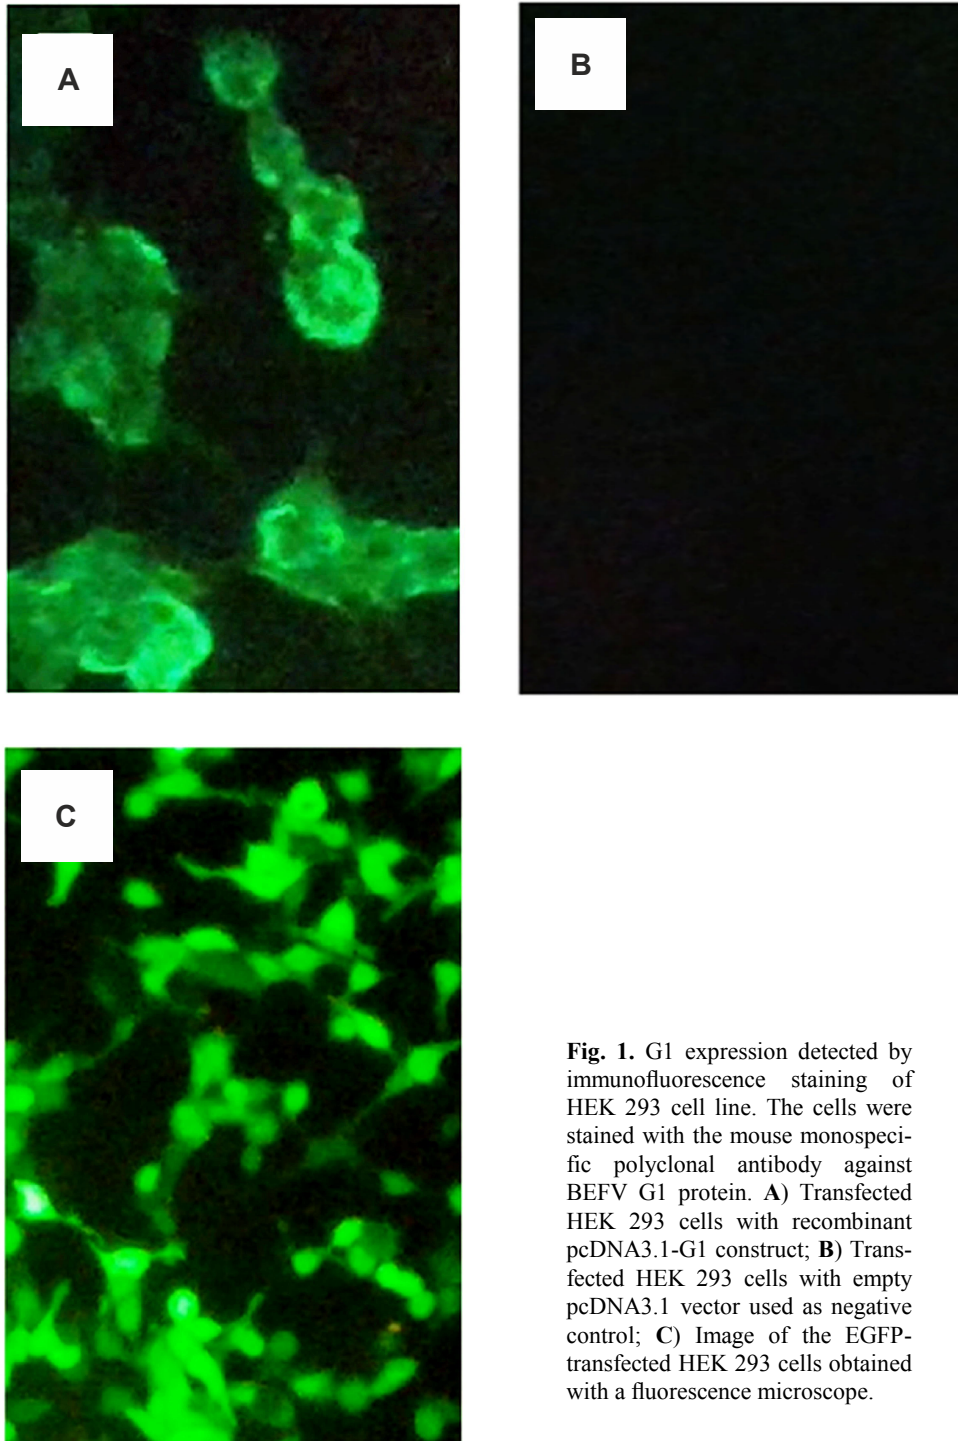 A
B
C
Fig. 1. G1 expression detected by
immunofluorescence staining of
HEK 293 cell line. The cells were
stained with the mouse monospeci-
fic polyclonal antibody against
BEFV G1 protein. A) Transfected
HEK 293 cells with recombinant
pcDNA3.1-G1 construct; B) Trans-
fected HEK 293 cells with empty
pcDNA3.1 vector used as negative
control; C) Image of the EGFP-
transfected HEK 293 cells obtained
with a fluorescence microscope.